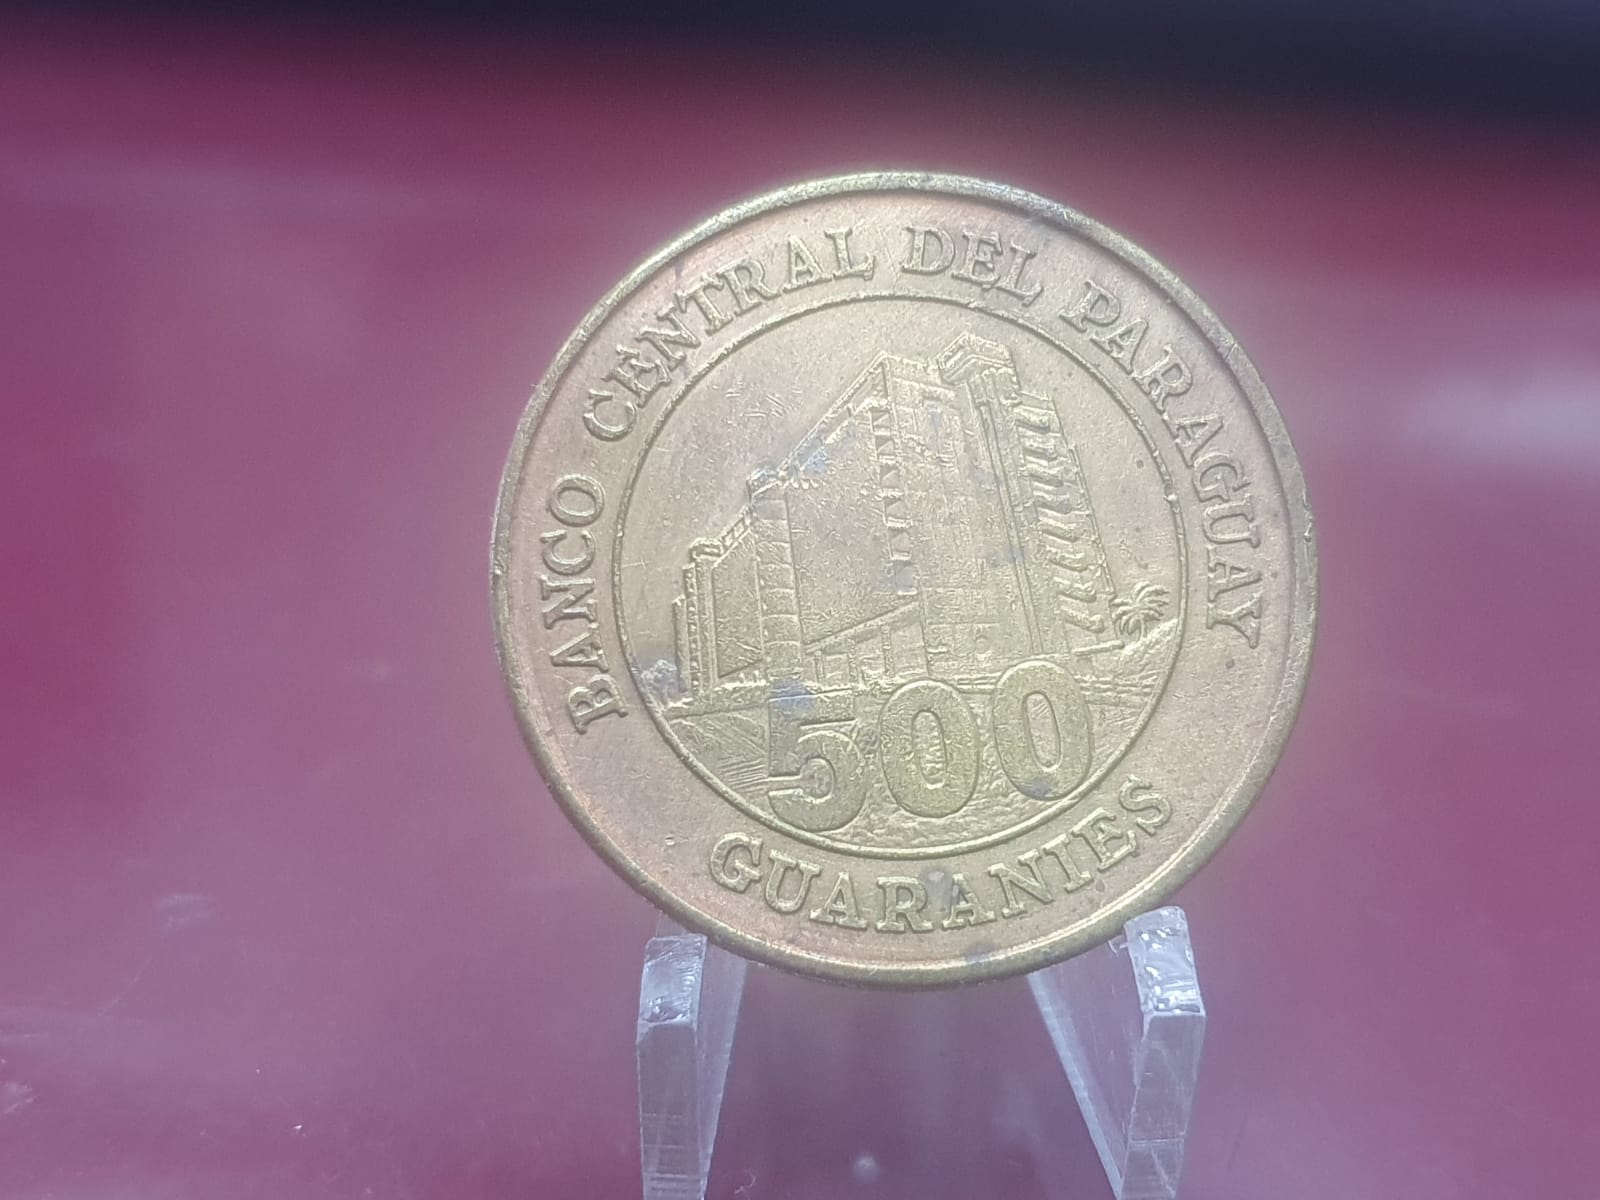 BANCO CENTRAL DEL PARAGUAY
500
GUARANIES